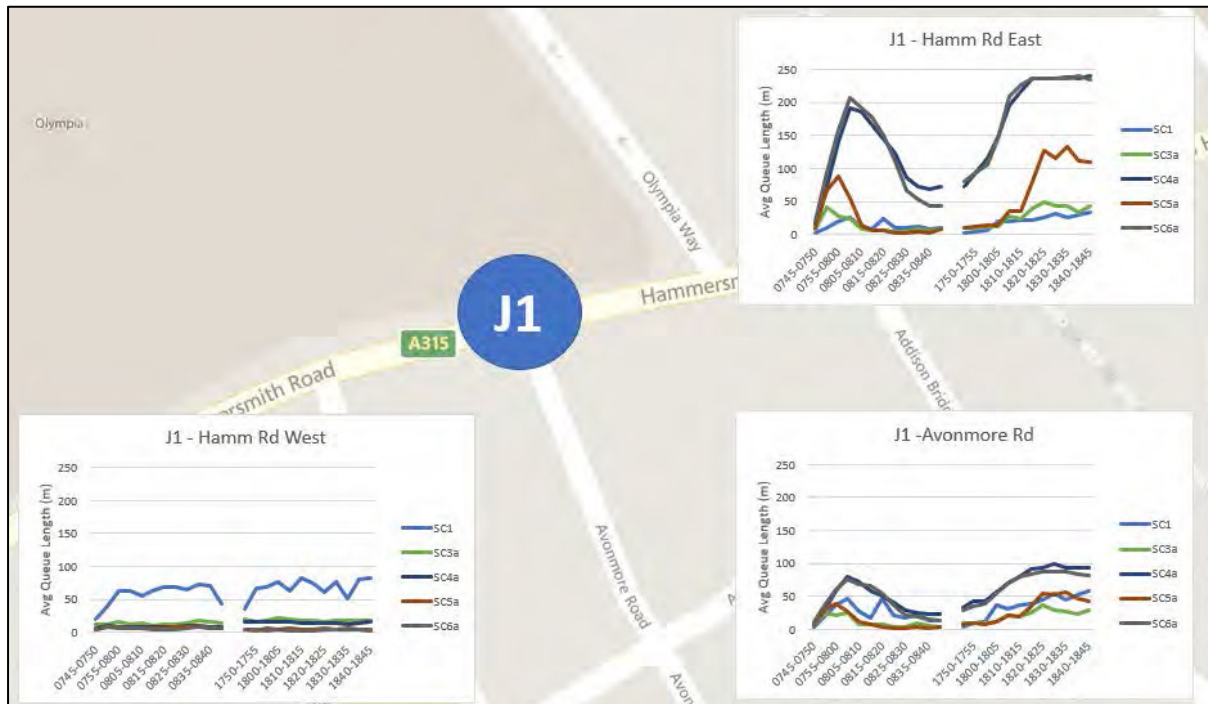 J1 - Hamm Rd East
250
200
150
100
50
0
Avg Queue Length (m)
0745-0750
0755-0800
0805-0810
0815-0820
0825-0830
0835-0840
1750-1755
1800-1805
1810-1815
1820-1825
1830-1835
1840-1845
SC1
SC3a
SC4a
SC5a
SC6a
Olympia
Olympia Way
J1
A315
Hammersm
ersmith Road
Addison Bridg
Avonmore Road
Avon
J1 - Hamm Rd West
250
200
150
100
50
0
Avg Queue Length (m)
0745-0750
0755-0800
0805-0810
0815-0820
0825-0830
0835-0840
1750-1755
1800-1805
1810-1815
1820-1825
1830-1835
1840-1845
SC1
SC3a
SC4a
SC5a
SC6a
J1 -Avonmore Rd
250
200
150
100
50
0
Avg Queue Length (m)
0745-0750
0755-0800
0805-0810
0815-0820
0825-0830
0835-0840
1750-1755
1800-1805
1810-1815
1820-1825
1830-1835
1840-1845
SC1
SC3a
SC4a
SC5a
SC6a